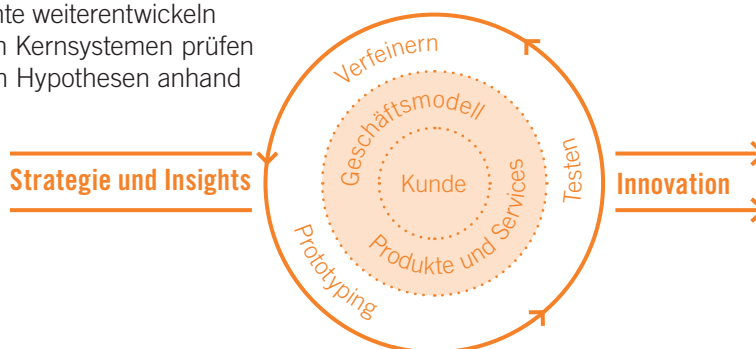 nte weiterentwickeln
n Kernsystemen prüfen
n Hypothesen anhand
Verfeinern
Geschäftsmodell
Testen
Strategie und Insights
Kunde
Innovation
Produkte und Services
Prototyping